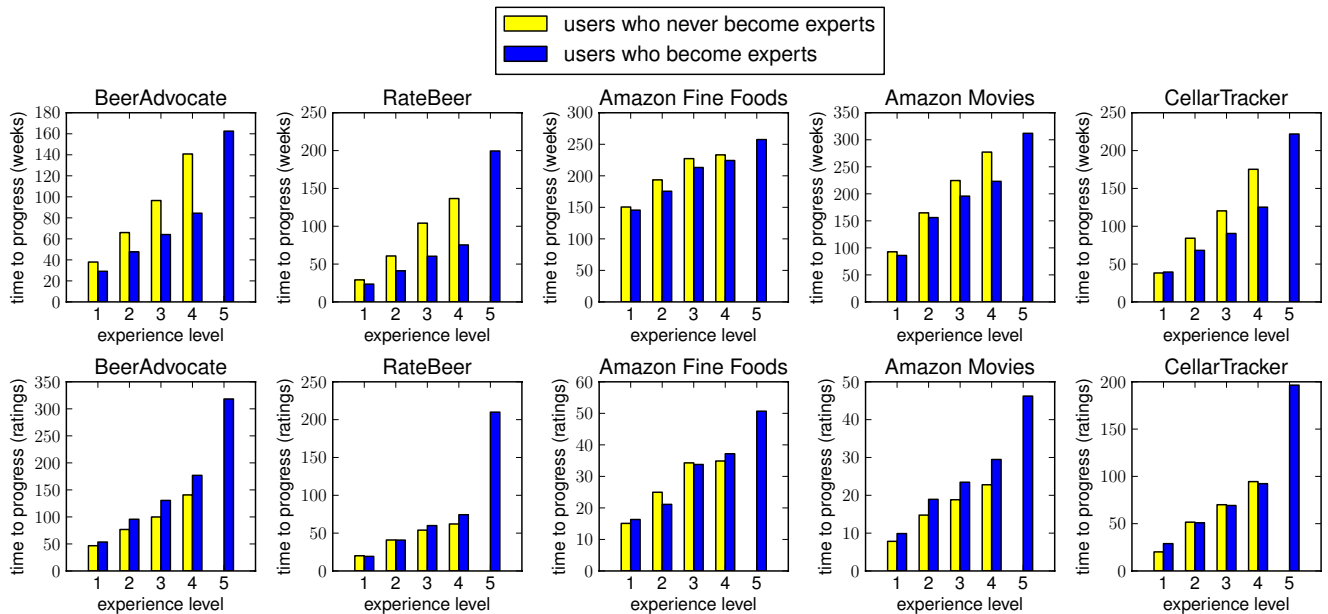 users who never become experts
users who become experts
BeerAdvocate
time to progress (weeks)
180
160
140
120
100
80
60
40
20
0
1 2 3 4 5
experience level
RateBeer
time to progress (weeks)
250
200
150
100
50
0
1 2 3 4 5
experience level
Amazon Fine Foods
time to progress (weeks)
300
250
200
150
100
50
0
1 2 3 4 5
experience level
Amazon Movies
time to progress (weeks)
350
300
250
200
150
100
50
0
1 2 3 4 5
experience level
CellarTracker
time to progress (weeks)
250
200
150
100
50
0
1 2 3 4 5
experience level
BeerAdvocate
time to progress (ratings)
350
300
250
200
150
100
50
0
1 2 3 4 5
experience level
RateBeer
time to progress (ratings)
250
200
150
100
50
0
1 2 3 4 5
experience level
Amazon Fine Foods
time to progress (ratings)
60
50
40
30
20
10
0
1 2 3 4 5
experience level
Amazon Movies
time to progress (ratings)
50
40
30
20
10
0
1 2 3 4 5
experience level
CellarTracker
time to progress (ratings)
200
150
100
50
0
1 2 3 4 5
experience level